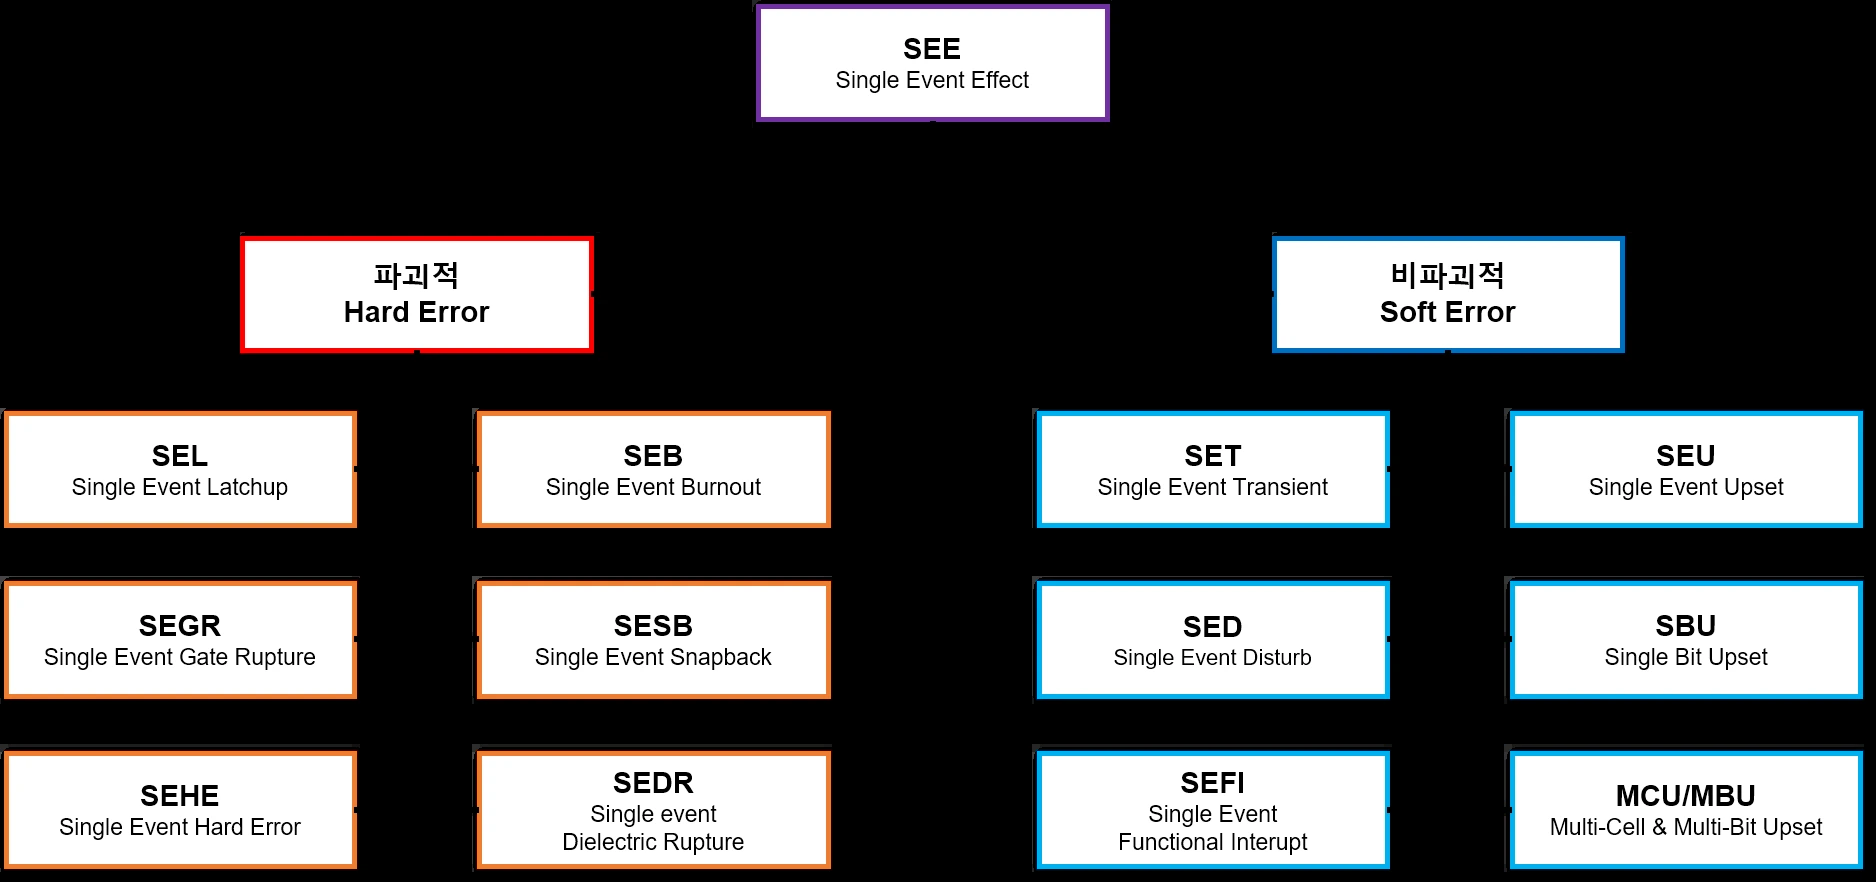 SEE
Single Event Effect
파괴적
Hard Error
비파괴적
Soft Error
SEL
Single Event Latchup
SEB
Single Event Burnout
SET
Single Event Transient
SEU
Single Event Upset
SEGR
Single Event Gate Rupture
SESB
Single Event Snapback
SED
Single Event Disturb
SBU
Single Bit Upset
SEHE
Single Event Hard Error
SEDR
Single event
Dielectric Rupture
SEFI
Single Event
Functional Interupt
MCU/MBU
Multi-Cell & Multi-Bit Upset